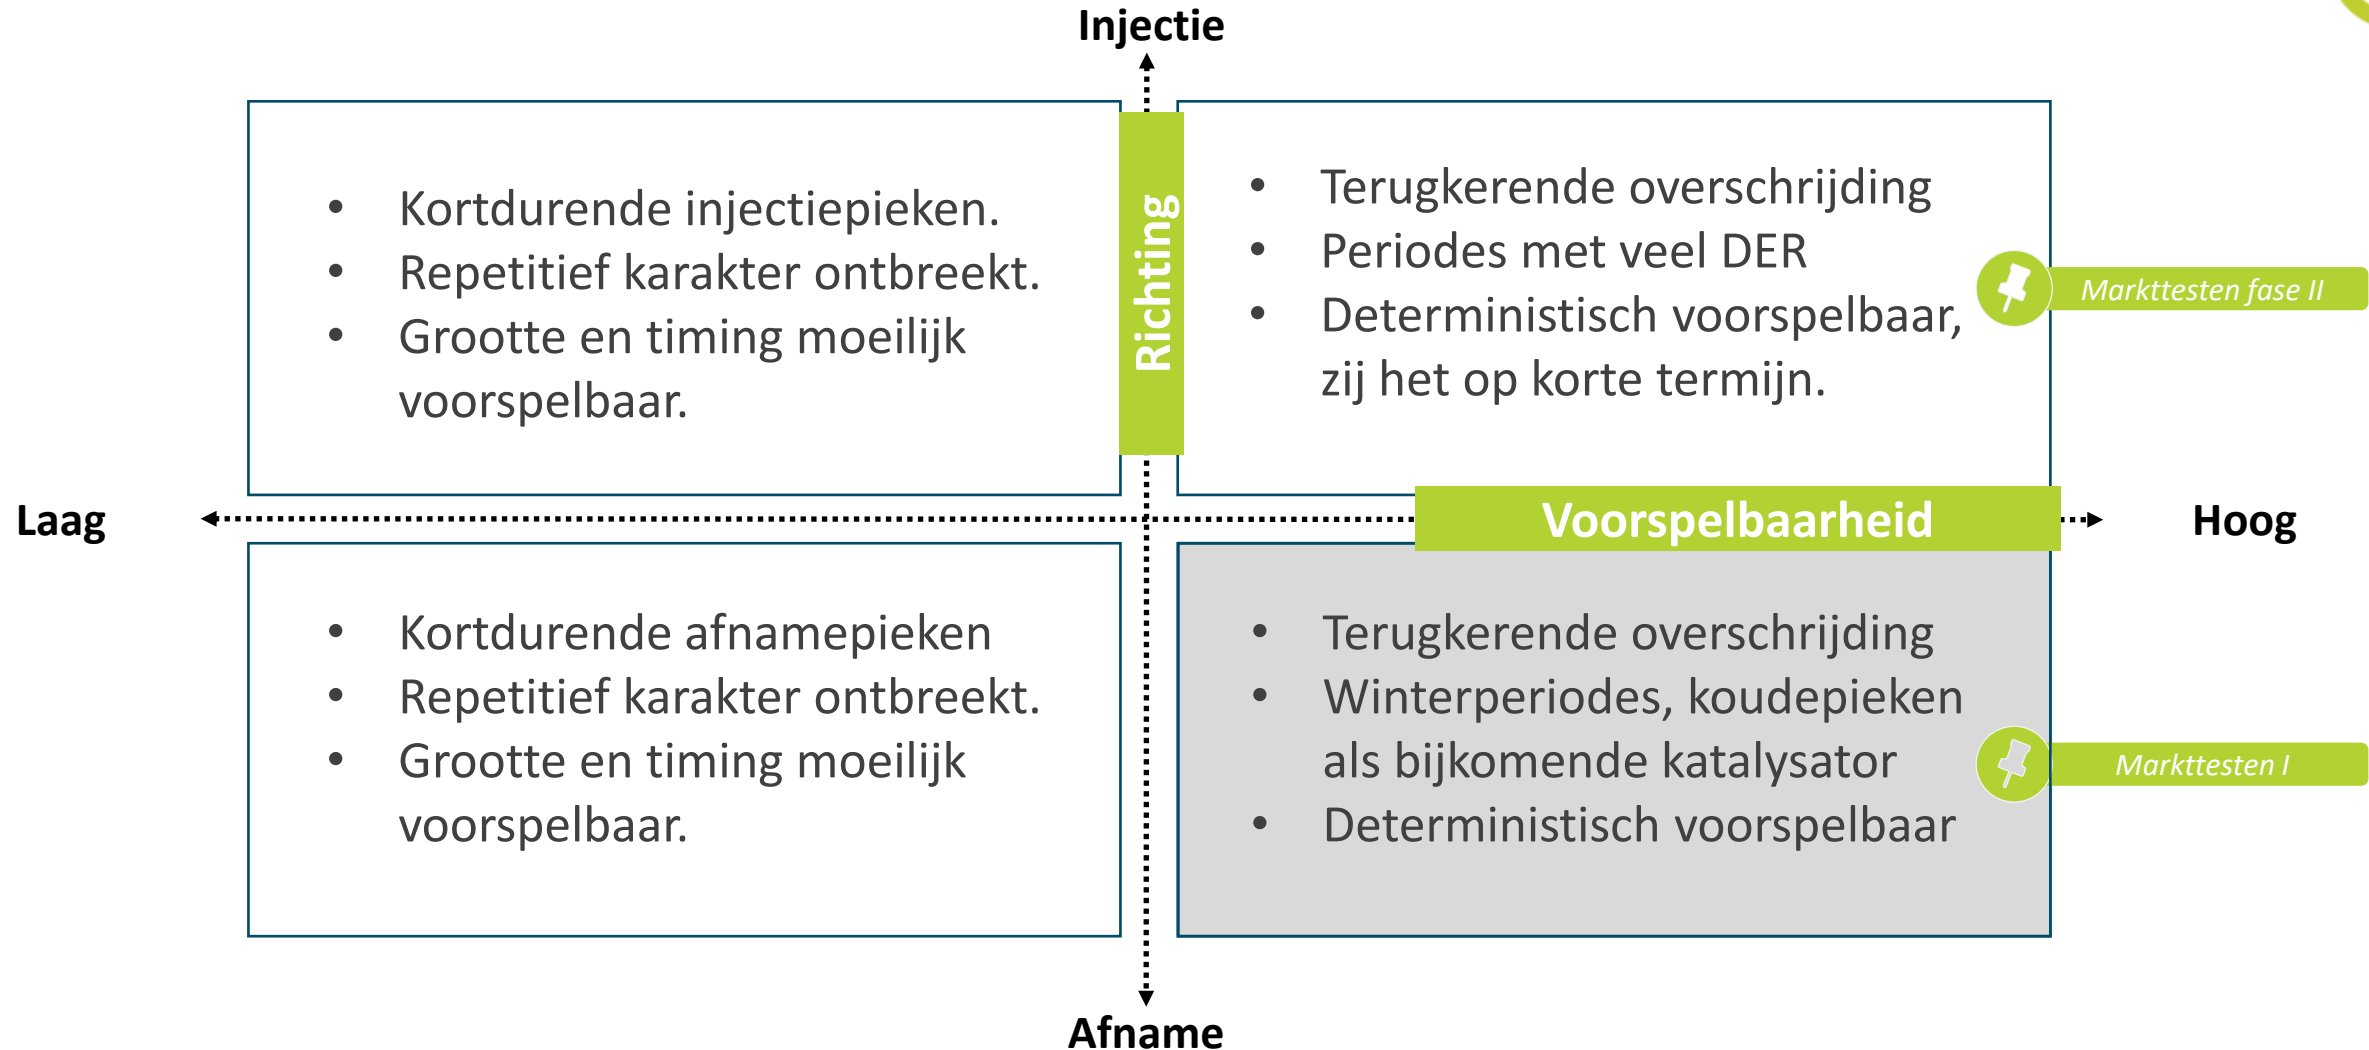 Injectie
• Kortdurende injectiepieken.
• Repetitief karakter ontbreekt.
• Grootte en timing moeilijk
voorspelbaar.
Richting
• Terugkerende overschrijding
• Periodes met veel DER
• Deterministisch voorspelbaar,
zij het op korte termijn.
Markttesten fase II
Laag
Voorspelbaarheid
Hoog
• Kortdurende afnamepieken
• Repetitief karakter ontbreekt.
• Grootte en timing moeilijk
voorspelbaar.
• Terugkerende overschrijding
• Winterperiodes, koudepieken
als bijkomende katalysator
• Deterministisch voorspelbaar
Markttesten I
Afname